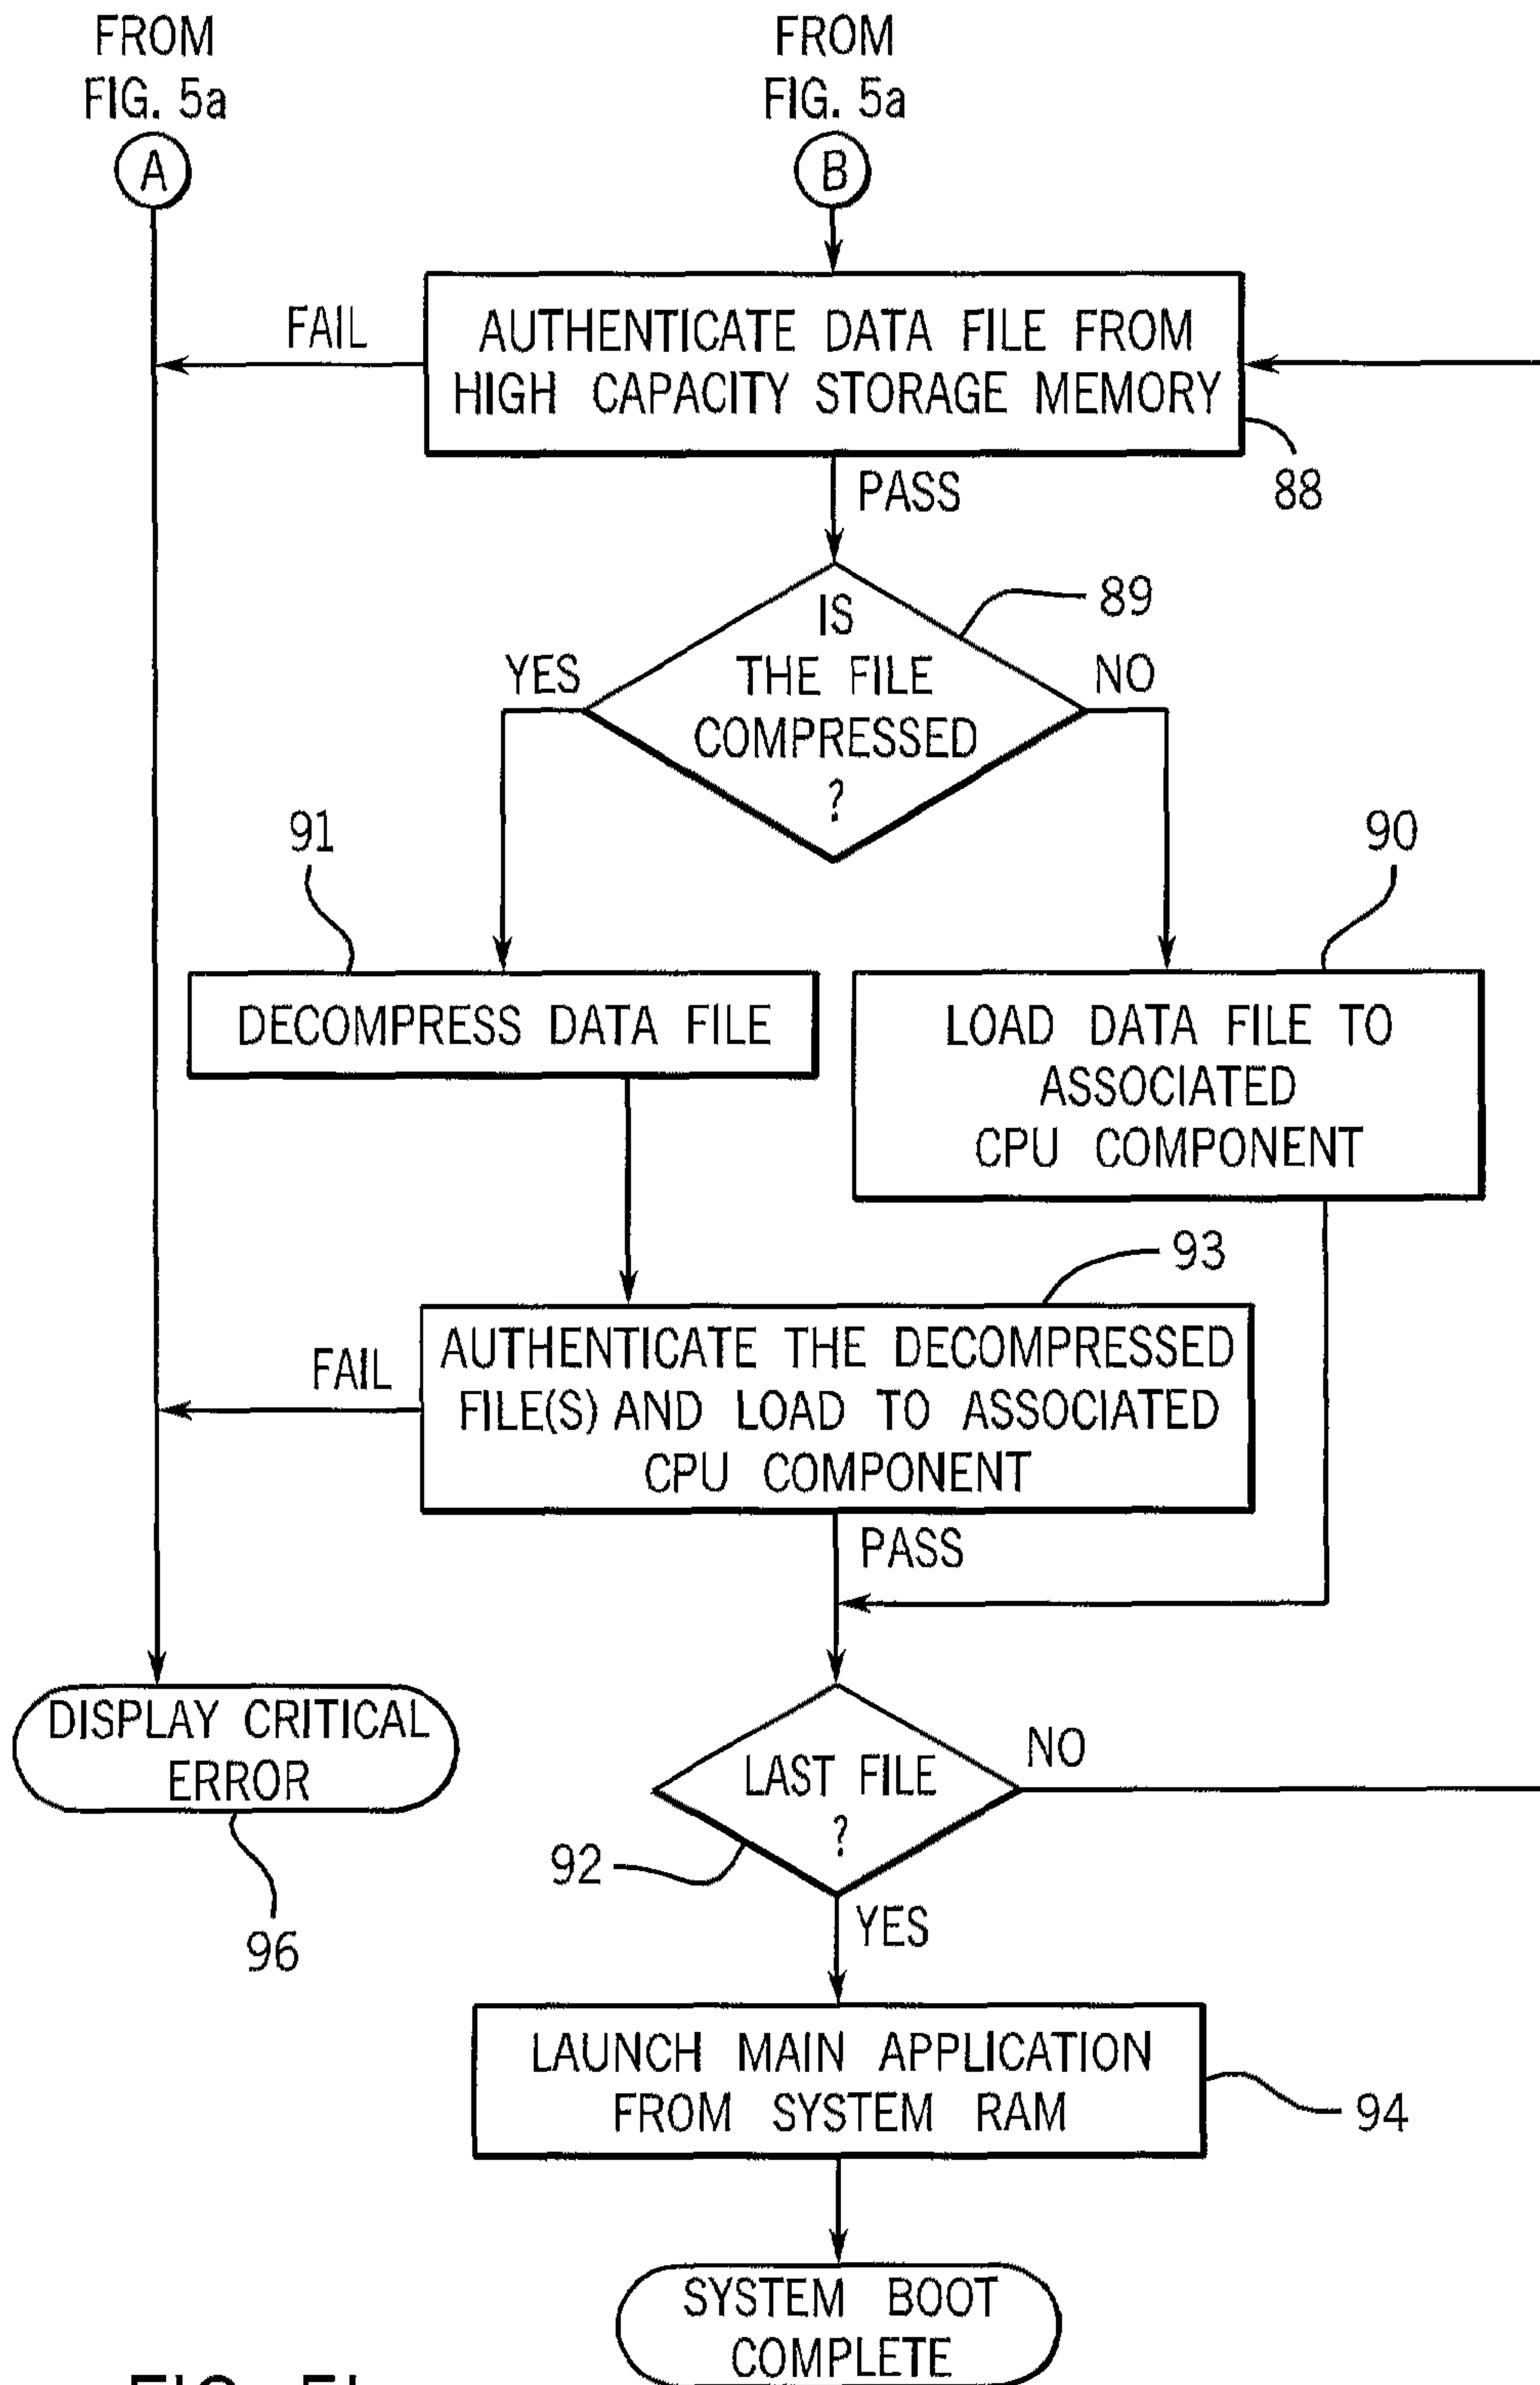 FROM
FIG. 5a
A
FROM
FIG. 5a
B
AUTHENTICATE DATA FILE FROM
HIGH CAPACITY STORAGE MEMORY
FAIL
88
PASS
IS
THE FILE
COMPRESSED
?
89
YES
NO
91
90
DECOMPRESS DATA FILE
LOAD DATA FILE TO
ASSOCIATED
CPU COMPONENT
93
FAIL
AUTHENTICATE THE DECOMPRESSED
FILE(S) AND LOAD TO ASSOCIATED
CPU COMPONENT
PASS
DISPLAY CRITICAL
ERROR
96
LAST FILE
?
NO
92
YES
LAUNCH MAIN APPLICATION
FROM SYSTEM RAM
94
SYSTEM BOOT
COMPLETE